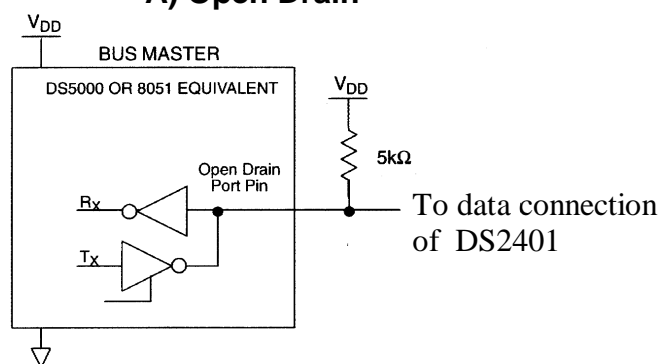 A) Open Drain
VDD
BUS MASTER
DS5000 OR 8051 EQUIVALENT
VDD
5kΩ
Open Drain
Port Pin
RX
TX
To data connection
of DS2401